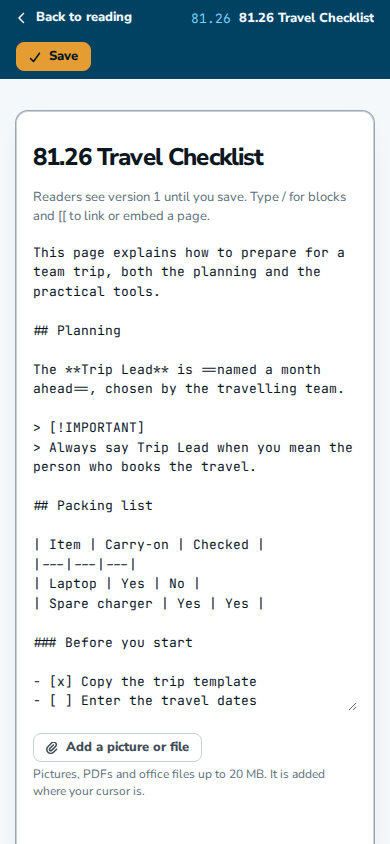 Back to reading
81.26 81.26 Travel Checklist
Save
81.26 Travel Checklist
Readers see version 1 until you save. Type / for blocks
and [[ to link or embed a page.
This page explains how to prepare for a
team trip, both the planning and the
practical tools.
## Planning
The **Trip Lead** is ==named a month
ahead==, chosen by the travelling team.
> [!IMPORTANT]
> Always say Trip Lead when you mean the
person who books the travel.
## Packing list
| Item | Carry-on | Checked |
|---|---|---|
| Laptop | Yes | No |
| Spare charger | Yes | Yes |
### Before you start
- [x] Copy the trip template
- [ ] Enter the travel dates
Add a picture or file
Pictures, PDFs and office files up to 20 MB. It is added
where your cursor is.